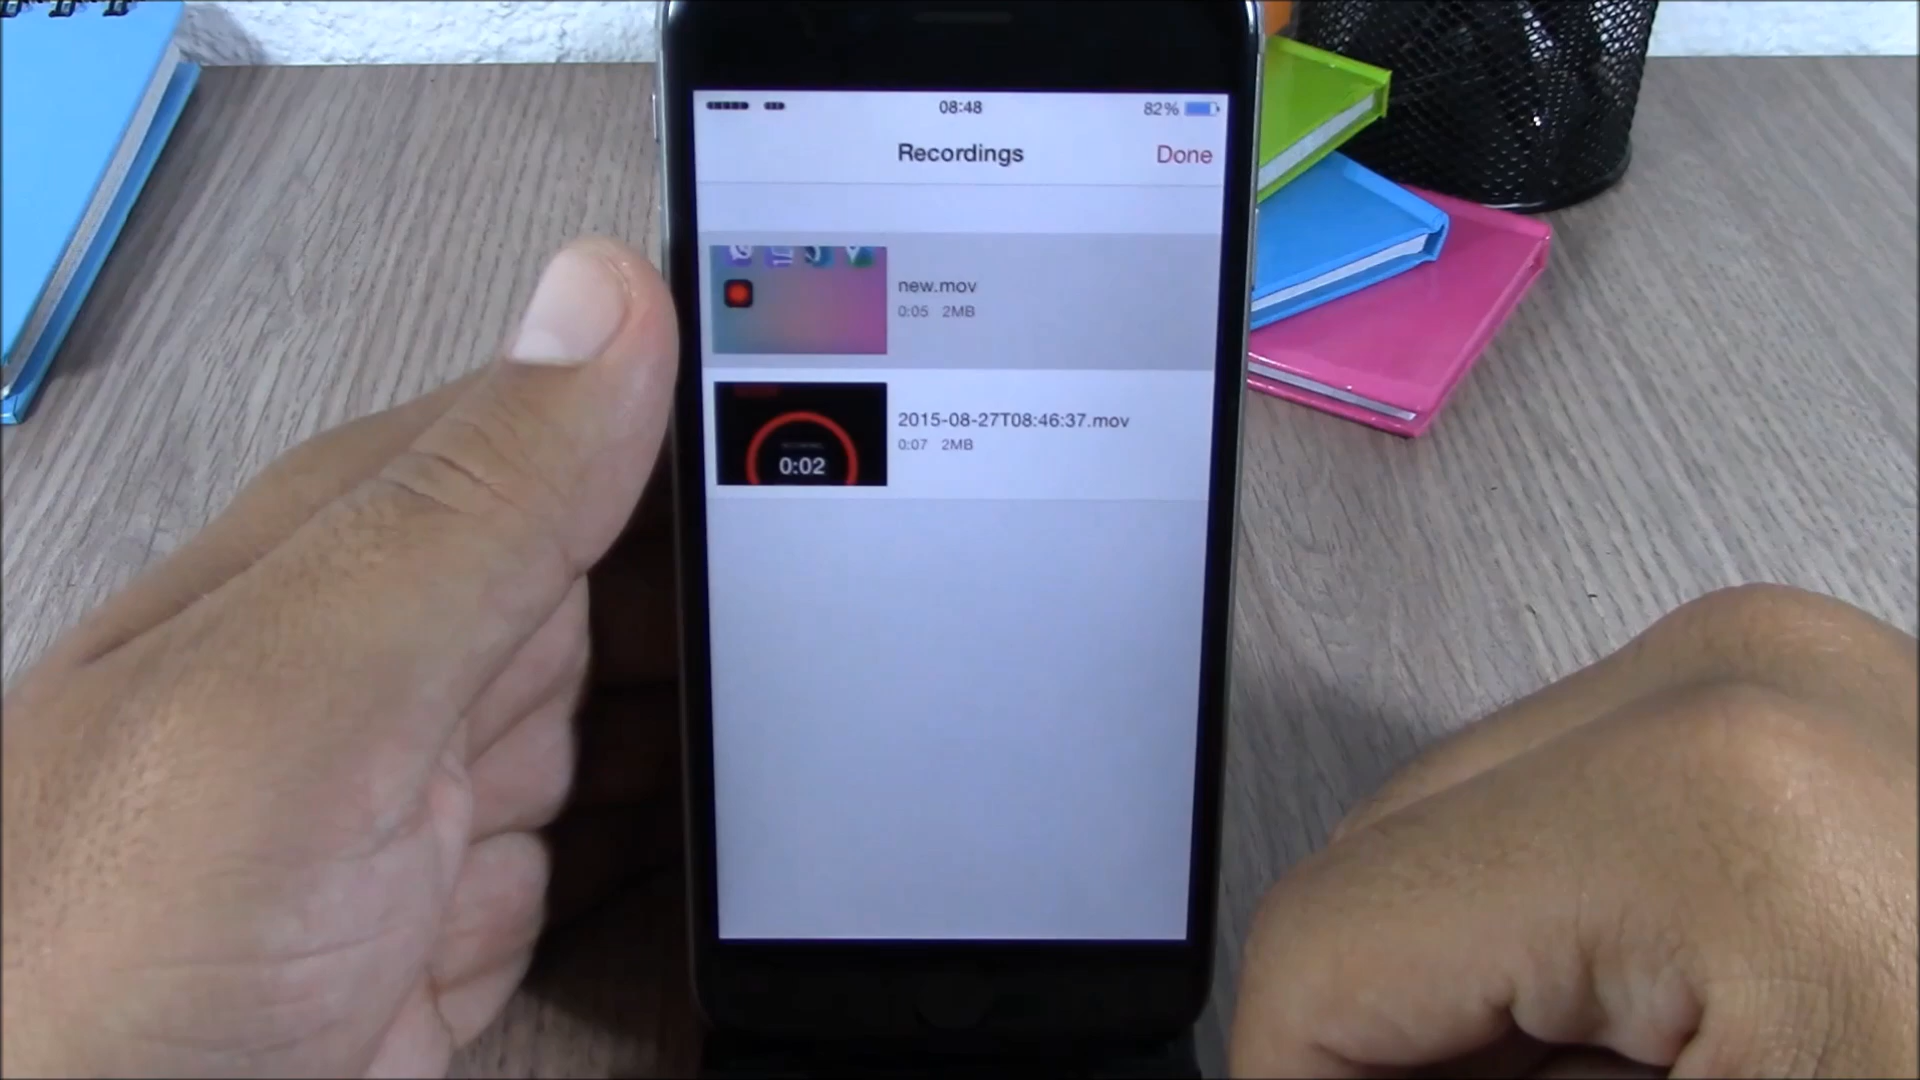 08:48
82%
Recordings
Done
new.mov
0:05 2MB
0:02
2015-08-27T08:46:37.mov
0:07 2MB